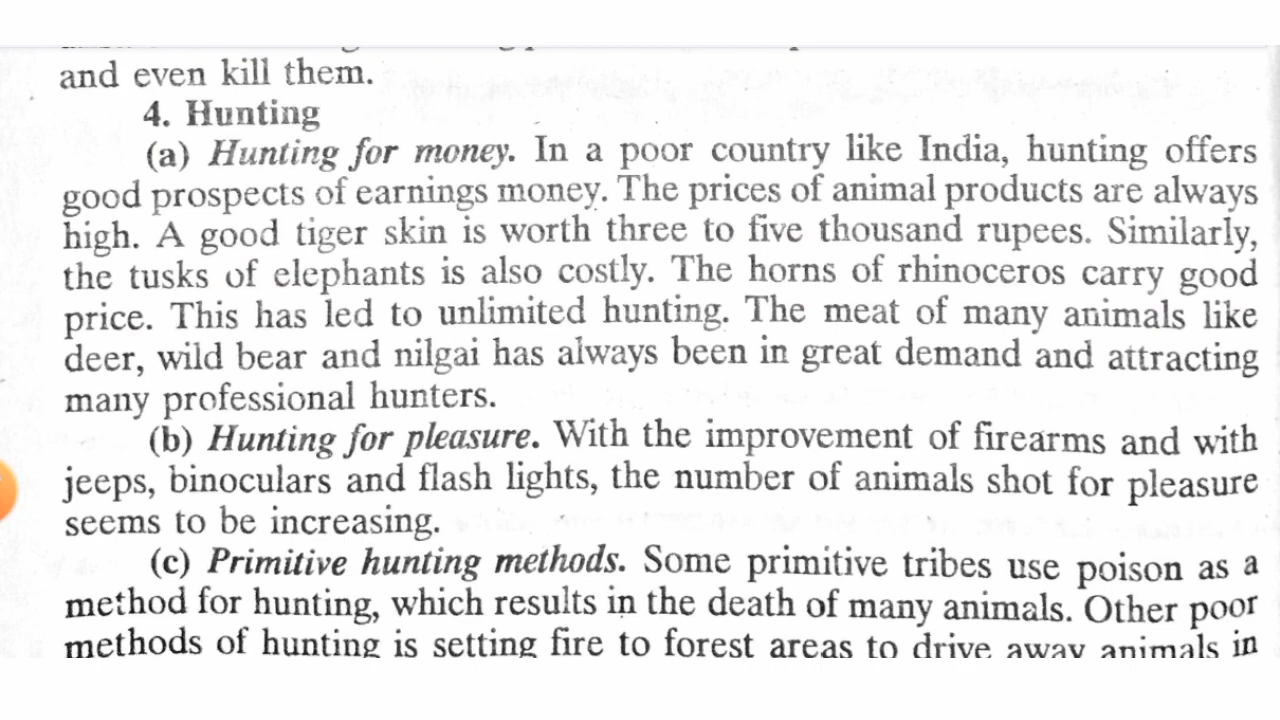 and even kill them.
4. Hunting
(a) Hunting for money. In a poor country like India, hunting offers
good prospects of earnings money. The prices of animal products are always
high. A good tiger skin is worth three to five thousand rupees. Similarly,
the tusks of elephants is also costly. The horns of rhinoceros carry good
price. This has led to unlimited hunting. The meat of many animals like
deer, wild bear and nilgai has always been in great demand and attracting
many professional hunters.
(b) Hunting for pleasure. With the improvement of firearms and with
jeeps, binoculars and flash lights, the number of animals shot for pleasure
seems to be increasing.
(c) Primitive hunting methods. Some primitive tribes use poison as a
method for hunting, which results in the death of many animals. Other poor
methods of hunting is setting fire to forest areas to drive away animals in